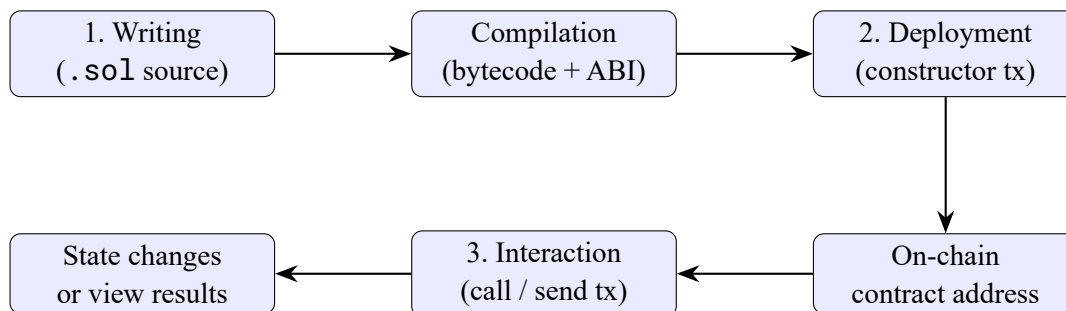 1. Writing
(.sol source)
Compilation
(bytecode + ABI)
2. Deployment
(constructor tx)
State changes
or view results
3. Interaction
(call / send tx)
On-chain
contract address